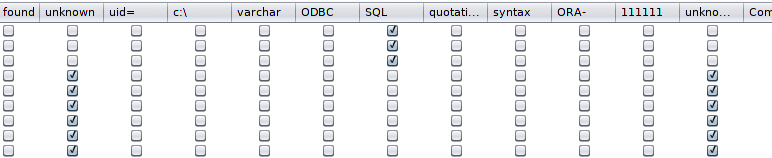 found unknown uid= c:\ varchar ODBC SQL quotati... syntax ORA- 111111 unkno... Com